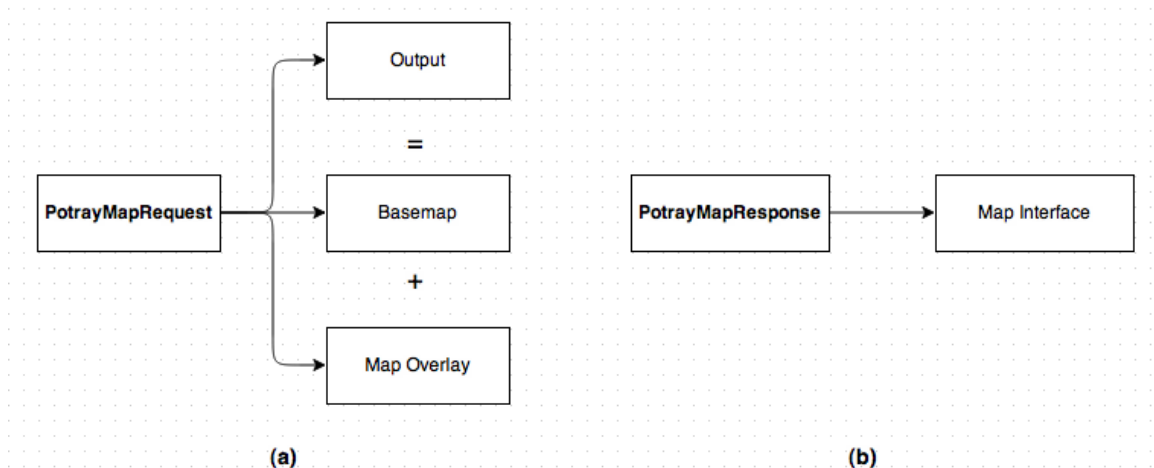 Output
=
PotrayMapRequest
Basemap
+
Map Overlay
(a)
PotrayMapResponse
Map Interface
(b)